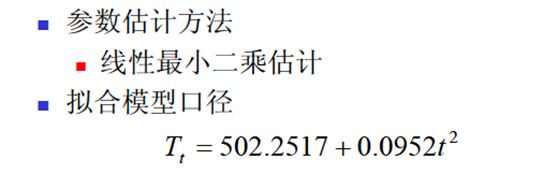 参数估计方法
线性最小二乘估计
拟合模型口径
T_t = 502.2517 + 0.0952t^2